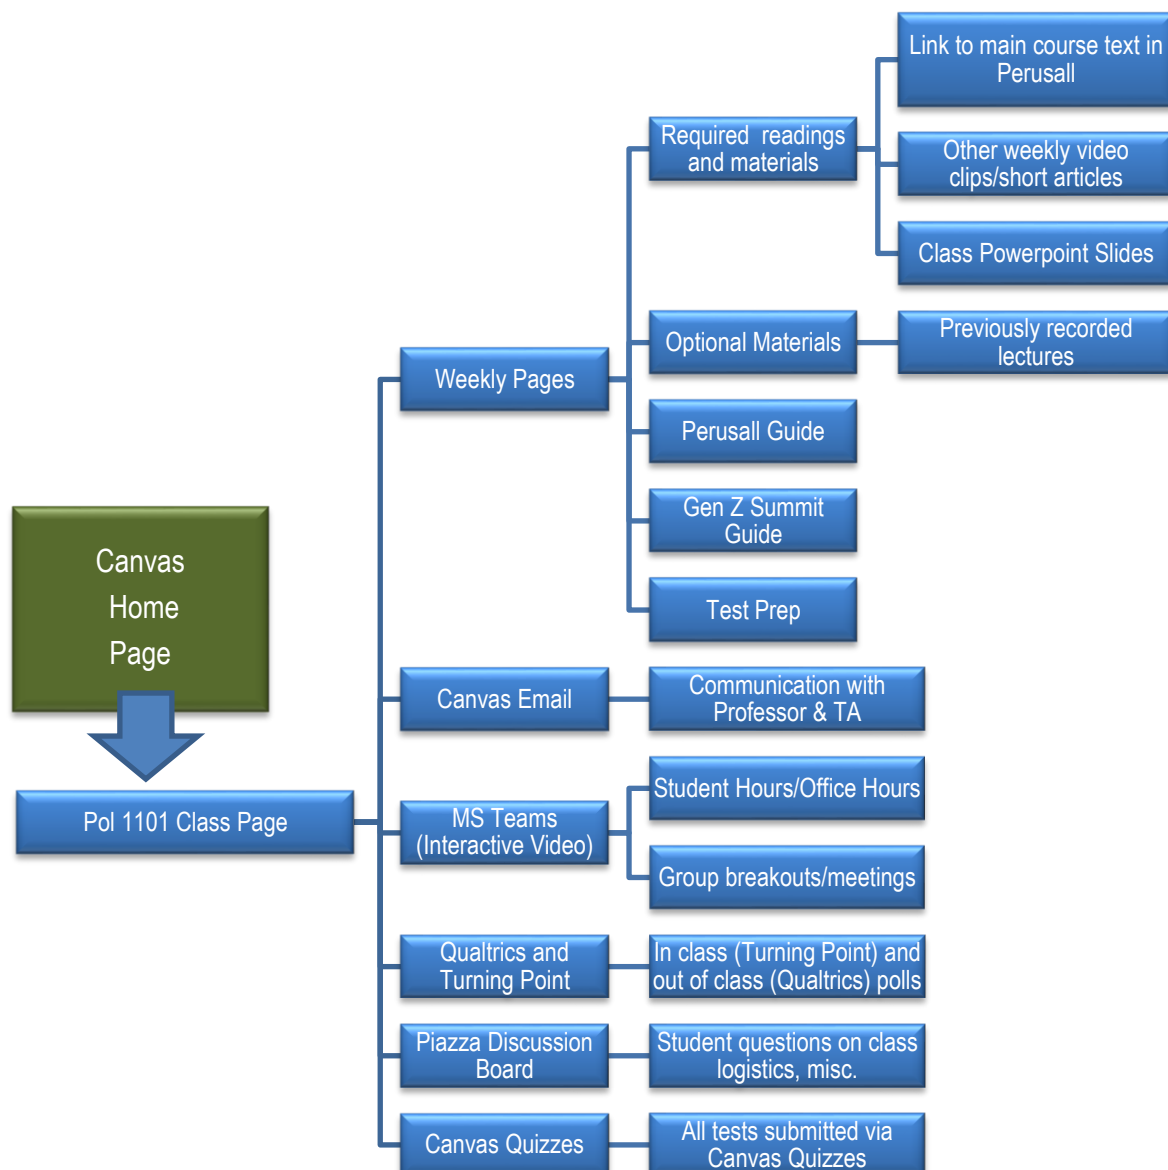 Link to main course text in
Perusall
Required readings
and materials
Other weekly video
clips/short articles
Class Powerpoint Slides
Optional Materials
Previously recorded
lectures
Weekly Pages
Perusall Guide
Gen Z Summit
Guide
Test Prep
Canvas
Home
Page
Canvas Email
Communication with
Professor & TA
Pol 1101 Class Page
MS Teams
(Interactive Video)
Student Hours/Office Hours
Group breakouts/meetings
Qualtrics and
Turning Point
In class (Turning Point) and
out of class (Qualtrics) polls
Piazza Discussion
Board
Student questions on class
logistics, misc.
Canvas Quizzes
All tests submitted via
Canvas Quizzes